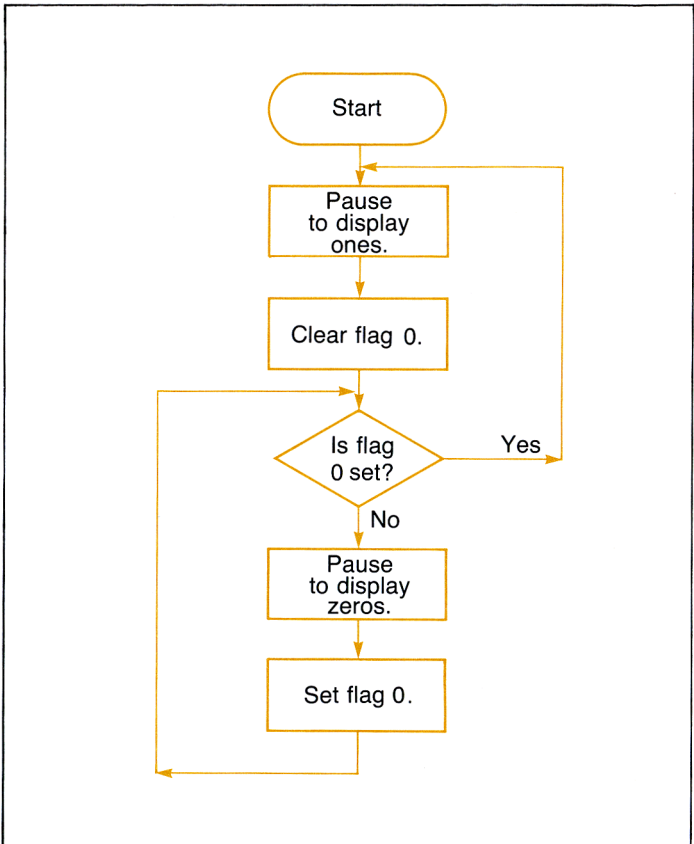 Start
Pause
to display
ones.
Clear flag 0.
Is flag
0 set?
Yes
No
Pause
to display
zeros.
Set flag 0.